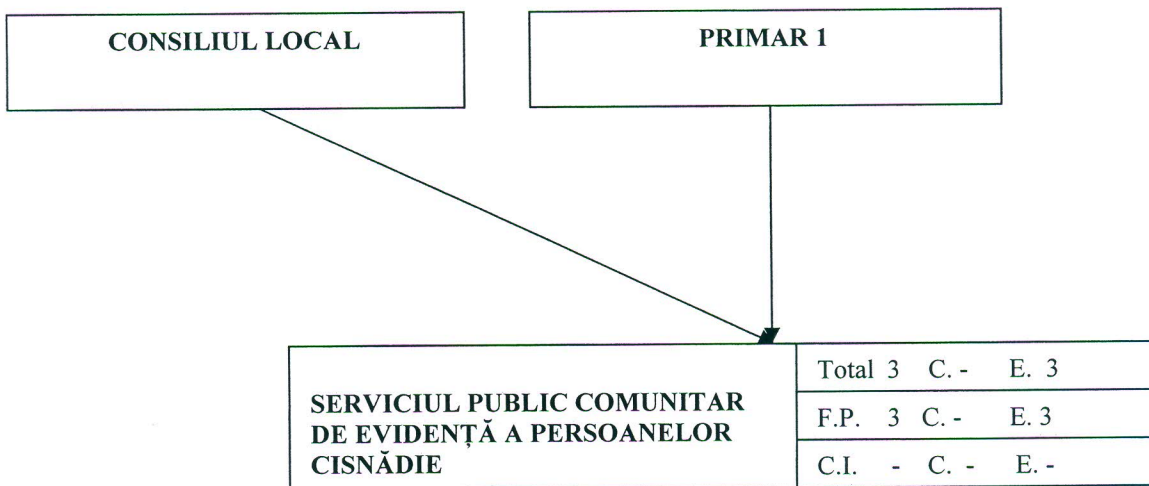 CONSILIUL LOCAL
PRIMAR 1
SERVICIUL PUBLIC COMUNITAR
DE EVIDENȚĂ A PERSOANELOR
CISNĂDIE
Total 3 C. - E. 3
F.P. 3 C. - E. 3
C.I. - C. - E. -